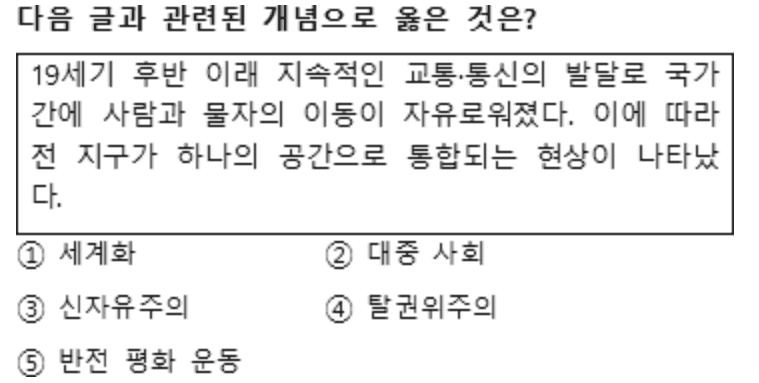 다음 글과 관련된 개념으로 옳은 것은?
19세기 후반 이래 지속적인 교통·통신의 발달로 국가
간에 사람과 물자의 이동이 자유로워졌다. 이에 따라
전 지구가 하나의 공간으로 통합되는 현상이 나타났
다.
① 세계화 ② 대중 사회
③ 신자유주의 ④ 탈권위주의
⑤ 반전 평화 운동